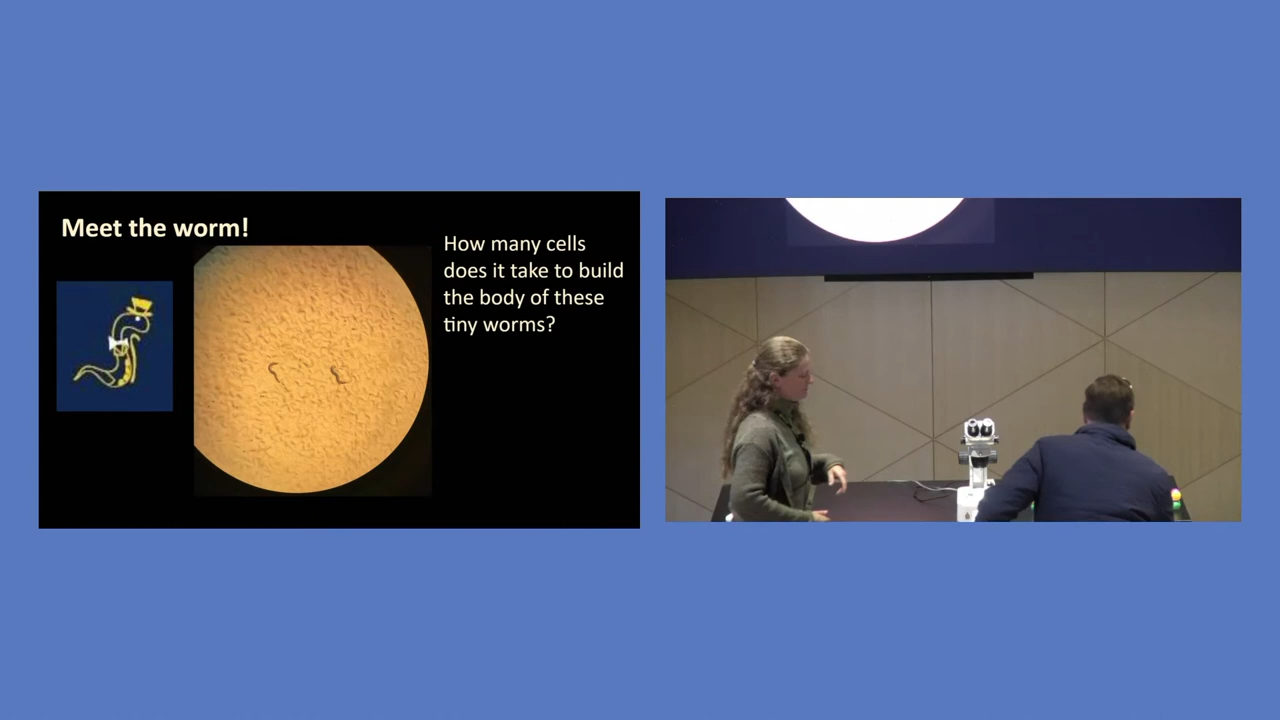 Meet the worm!
How many cells
does it take to build
the body of these
tiny worms?